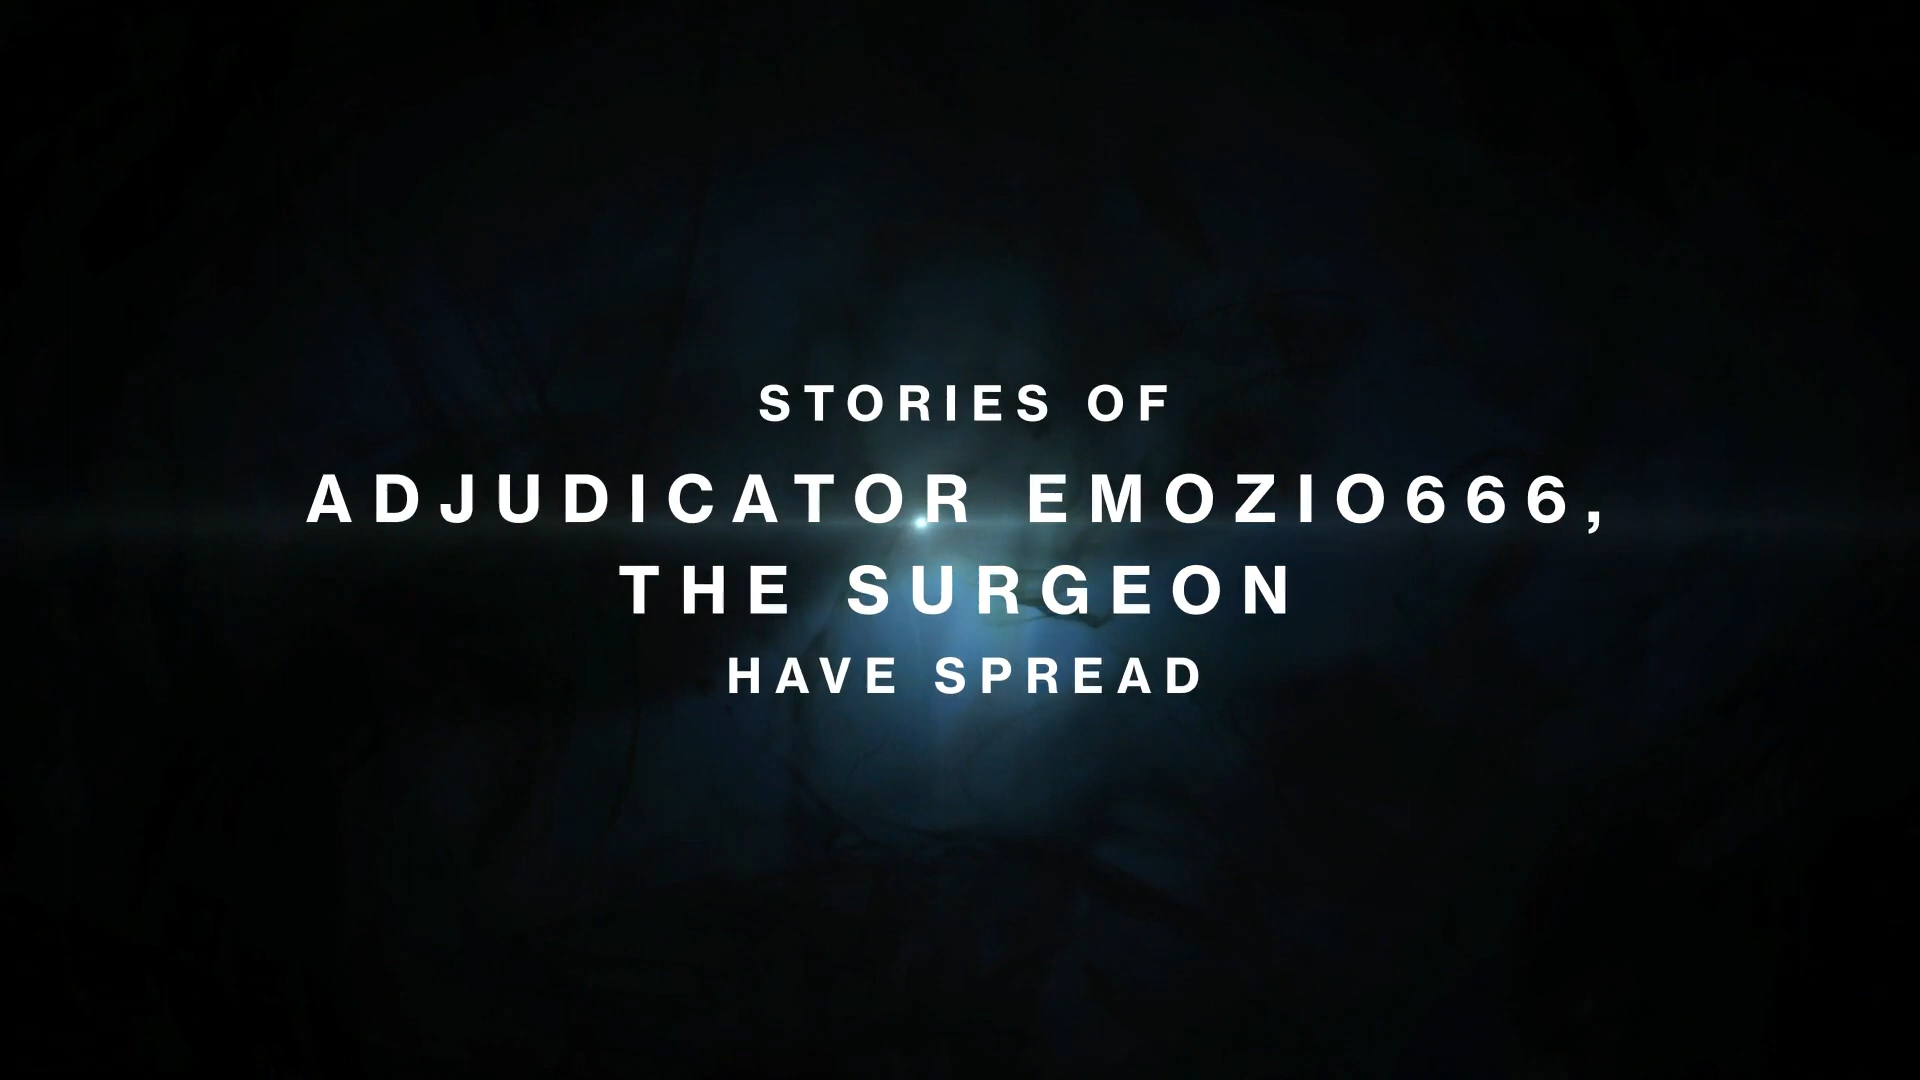 STORIES OF
ADJUDICATOR EMOZIO666,
THE SURGEON
HAVE SPREAD